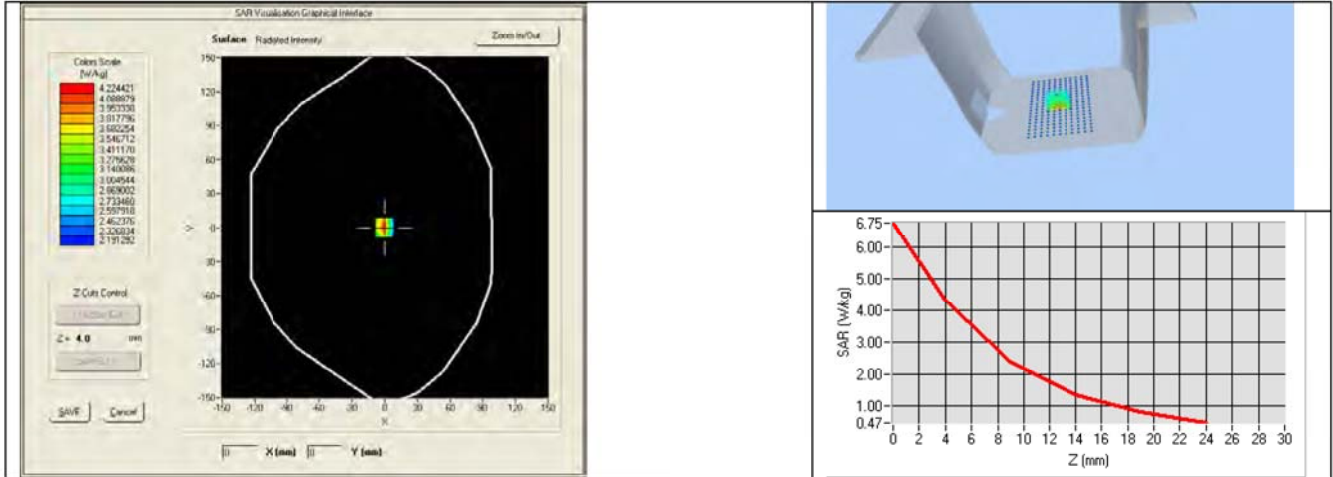 SAR Visualisation Graphical Interface
Surface Radiated Intensity
Zoom In/Out
Colors Scale
(W/kg)
4.224421
4.088879
3.953338
3.817796
3.682254
3.546712
3.411170
3.275628
3.140086
3.004544
2.869002
2.733460
2.597918
2.462376
2.326834
2.191292
150
120
90
60
30
0
-30
-60
-90
-120
-150
Y
-150 -120 -90 -60 -30 0 30 60 90 120 150
X
Z Cuts Control
Z = 4.0 mm
SAVE Cancel
0 X (mm) 0 Y (mm)
6.75
6.00
5.00
4.00
3.00
2.00
1.00
0.47
SAR (W/kg)
0 2 4 6 8 10 12 14 16 18 20 22 24 26 28 30
Z (mm)